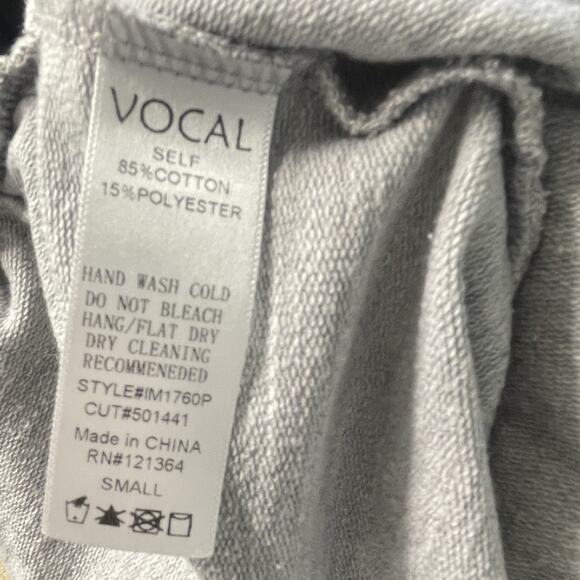 VOCAL
SELF
85%COTTON
15%POLYESTER
HAND WASH COLD
DO NOT BLEACH
HANG/FLAT DRY
DRY CLEANING
RECOMMENEDED
STYLE#IM1760P
CUT#501441
Made in CHINA
RN#121364
SMALL